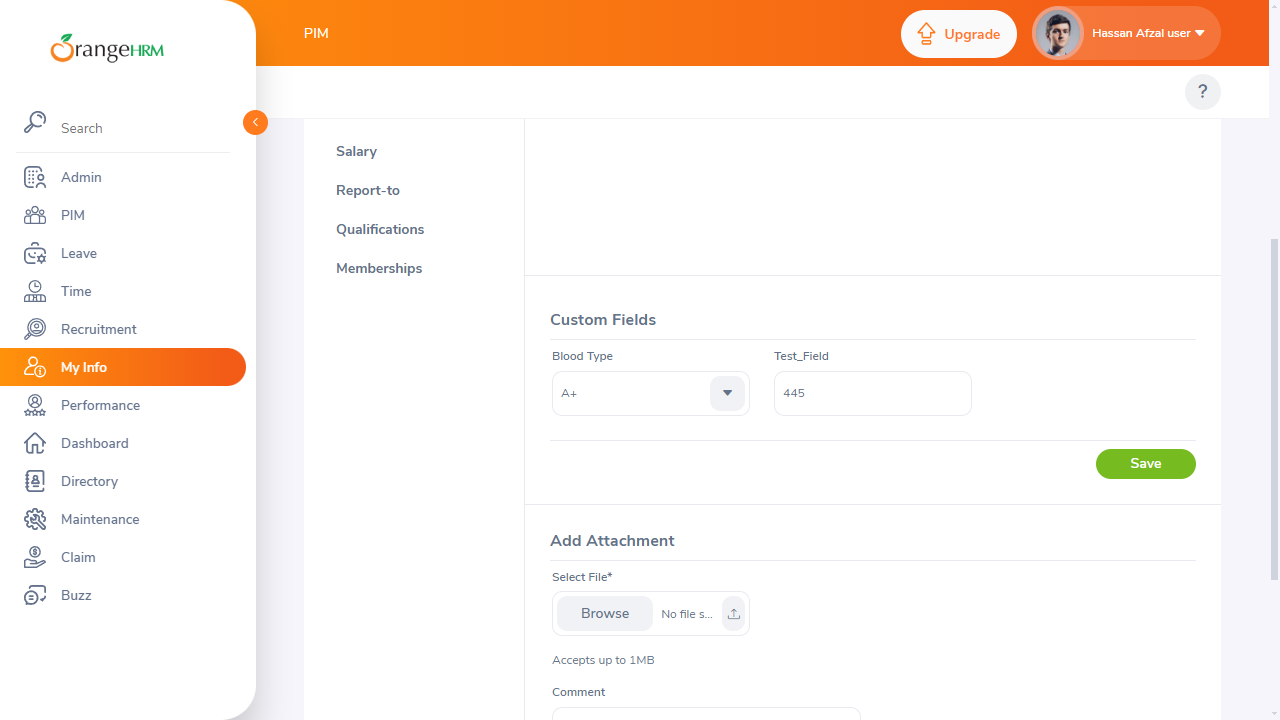 OrangeHRM
PIM
Upgrade
Hassan Afzal user
?
Search
Admin
PIM
Leave
Time
Recruitment
My Info
Performance
Dashboard
Directory
Maintenance
Claim
Buzz
Salary
Report-to
Qualifications
Memberships
Custom Fields
Blood Type
Test_Field
A+
445
Save
Add Attachment
Select File*
Browse
No file s...
Accepts up to 1MB
Comment